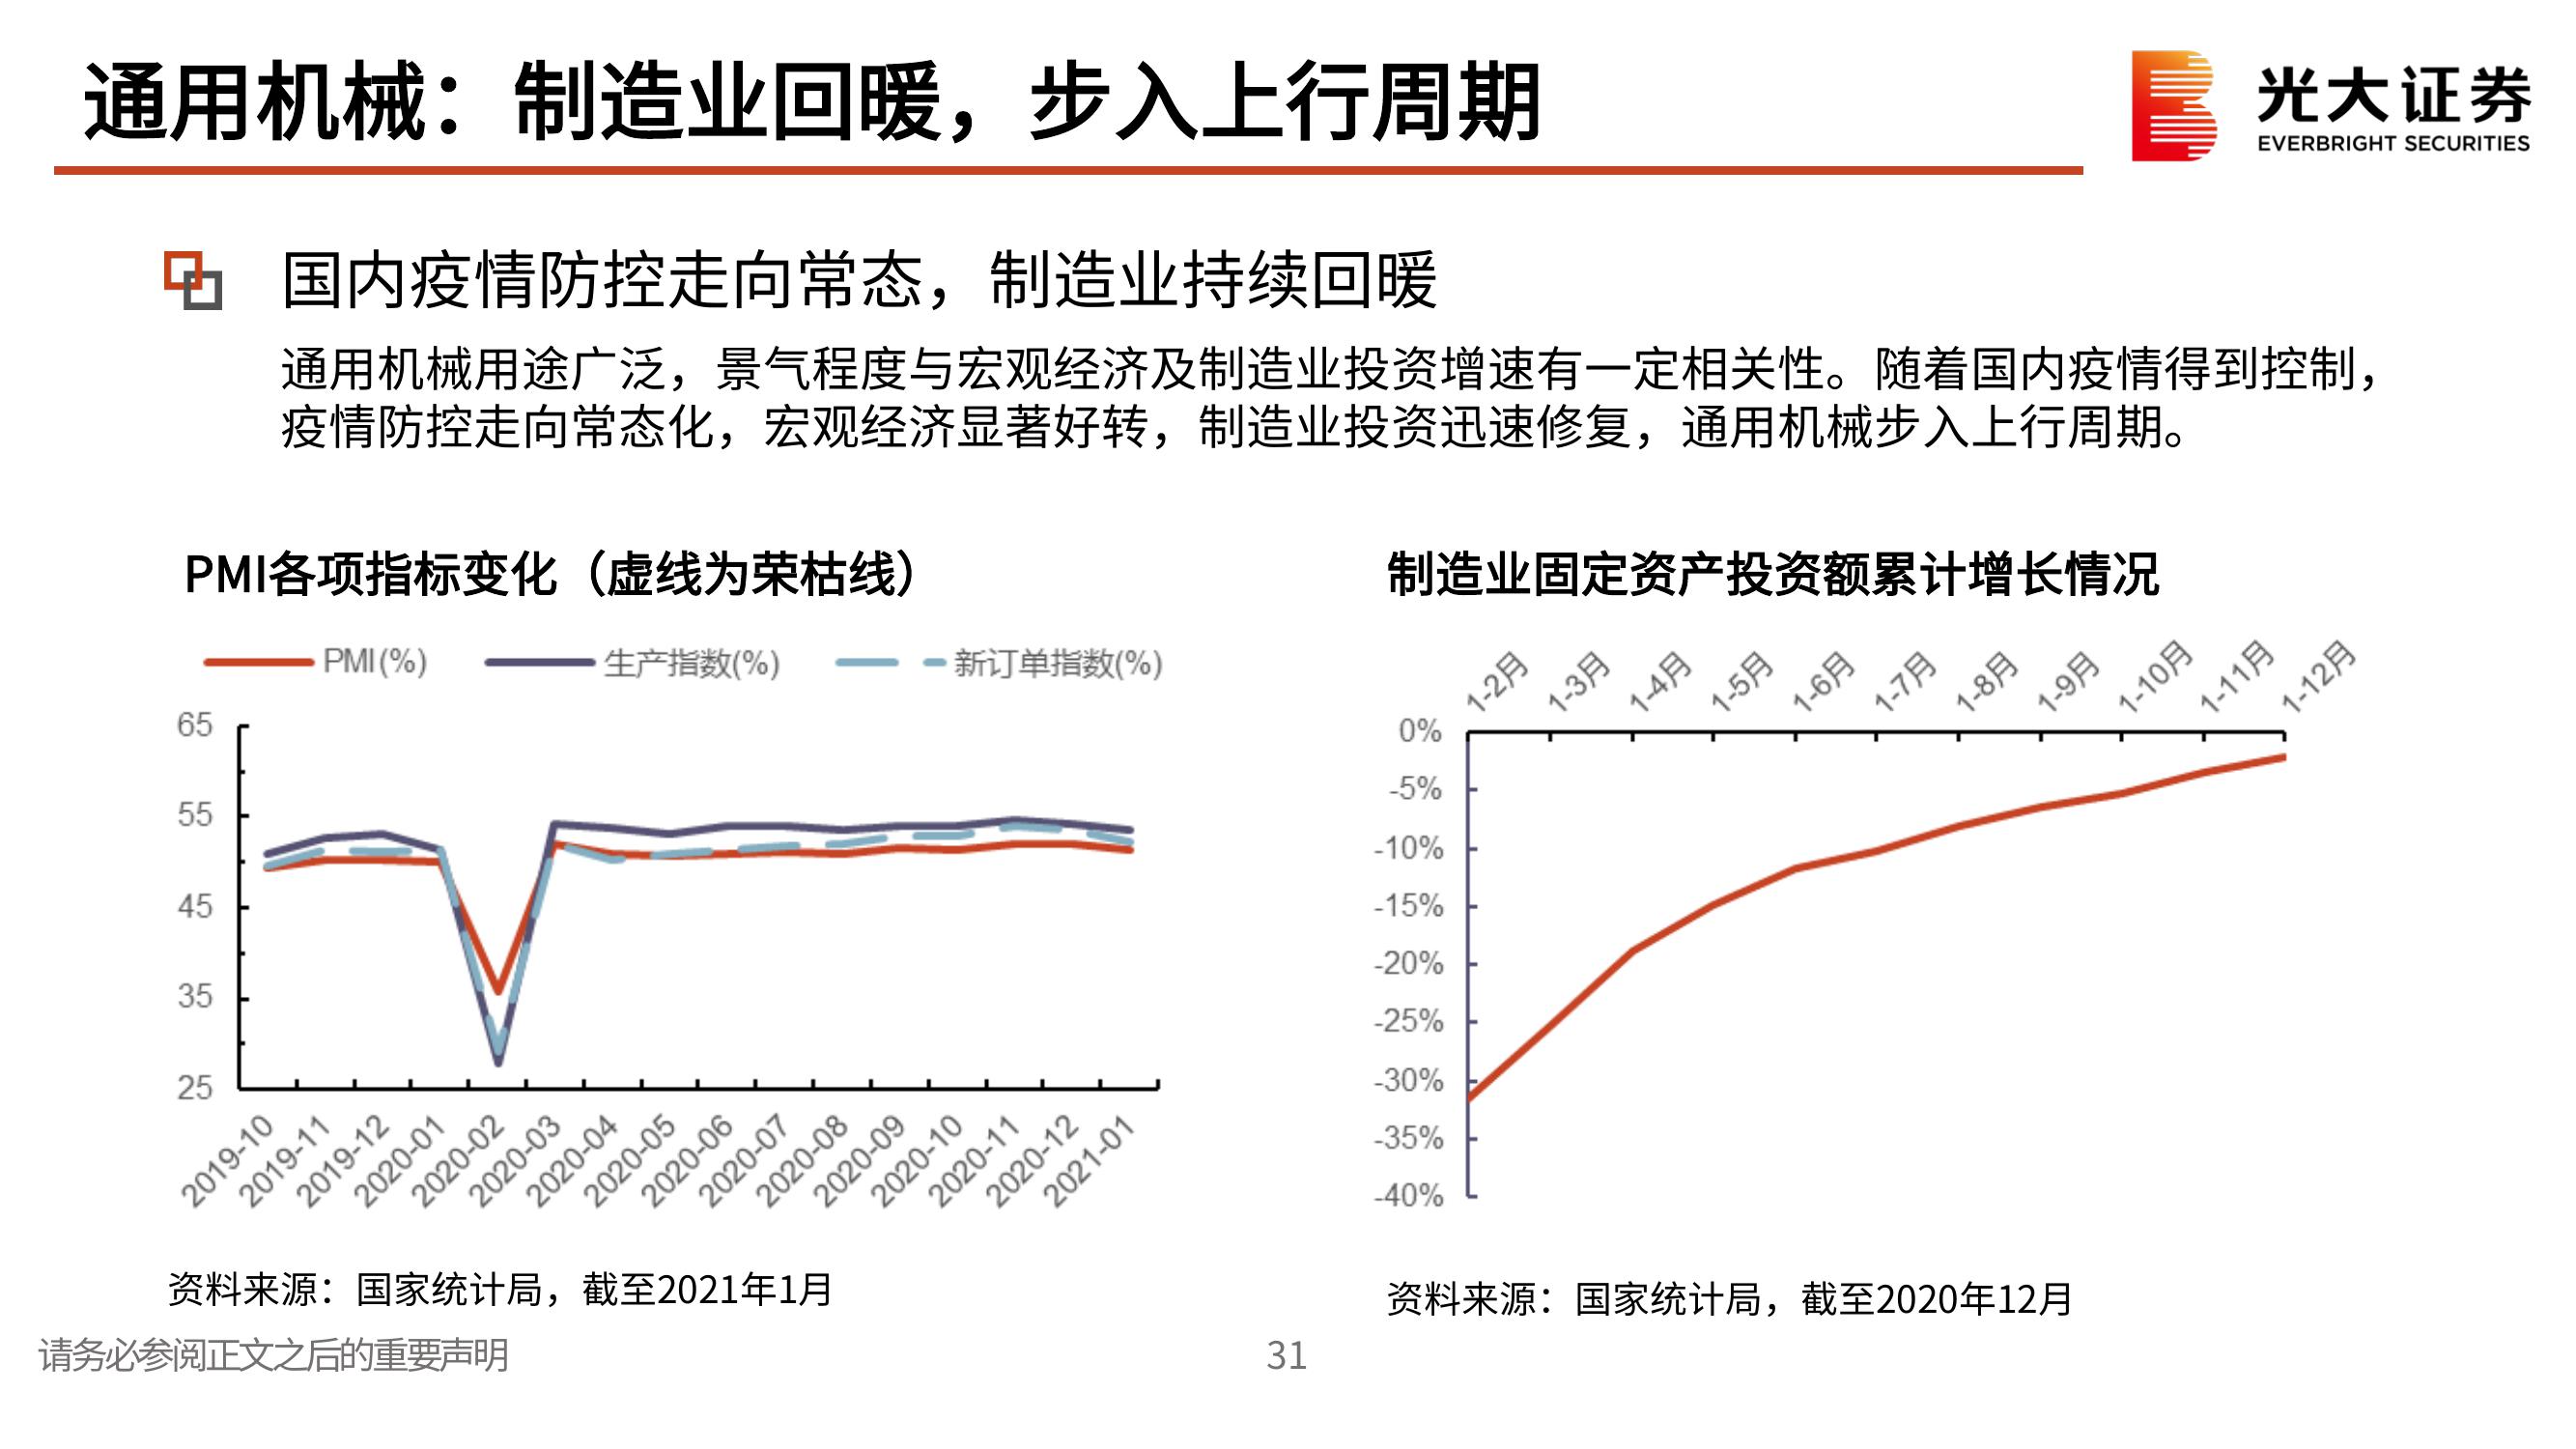 通用机械：制造业回暖，步入上行周期
光大证券
EVERBRIGHT SECURITIES
国内疫情防控走向常态，制造业持续回暖
通用机械用途广泛，景气程度与宏观经济及制造业投资增速有一定相关性。随着国内疫情得到控制，
疫情防控走向常态化，宏观经济显著好转，制造业投资迅速修复，通用机械步入上行周期。
PMI各项指标变化（虚线为荣枯线）
PMI(%) 生产指数(%) 新订单指数(%)
65
55
45
35
25
2019-10 2019-11 2019-12 2020-01 2020-02 2020-03 2020-04 2020-05 2020-06 2020-07 2020-08 2020-09 2020-10 2020-11 2020-12 2021-01
资料来源：国家统计局，截至2021年1月
制造业固定资产投资额累计增长情况
1-2月 1-3月 1-4月 1-5月 1-6月 1-7月 1-8月 1-9月 1-10月 1-11月 1-12月
0%
-5%
-10%
-15%
-20%
-25%
-30%
-35%
-40%
资料来源：国家统计局，截至2020年12月
请务必参阅正文之后的重要声明
31